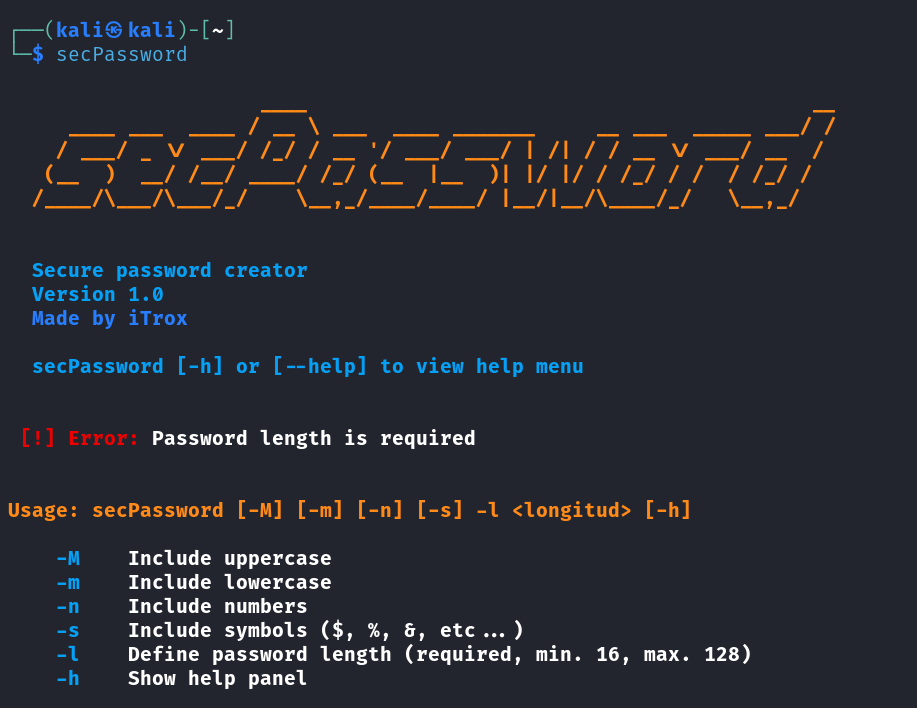 ┌──(kali㉿kali)-[~]
└─$ secPassword
secPassword
Secure password creator
Version 1.0
Made by iTrox
secPassword [-h] or [--help] to view help menu
[!] Error: Password length is required
Usage: secPassword [-M] [-m] [-n] [-s] -l <longitud> [-h]
-M Include uppercase
-m Include lowercase
-n Include numbers
-s Include symbols ($, %, &, etc...)
-l Define password length (required, min. 16, max. 128)
-h Show help panel